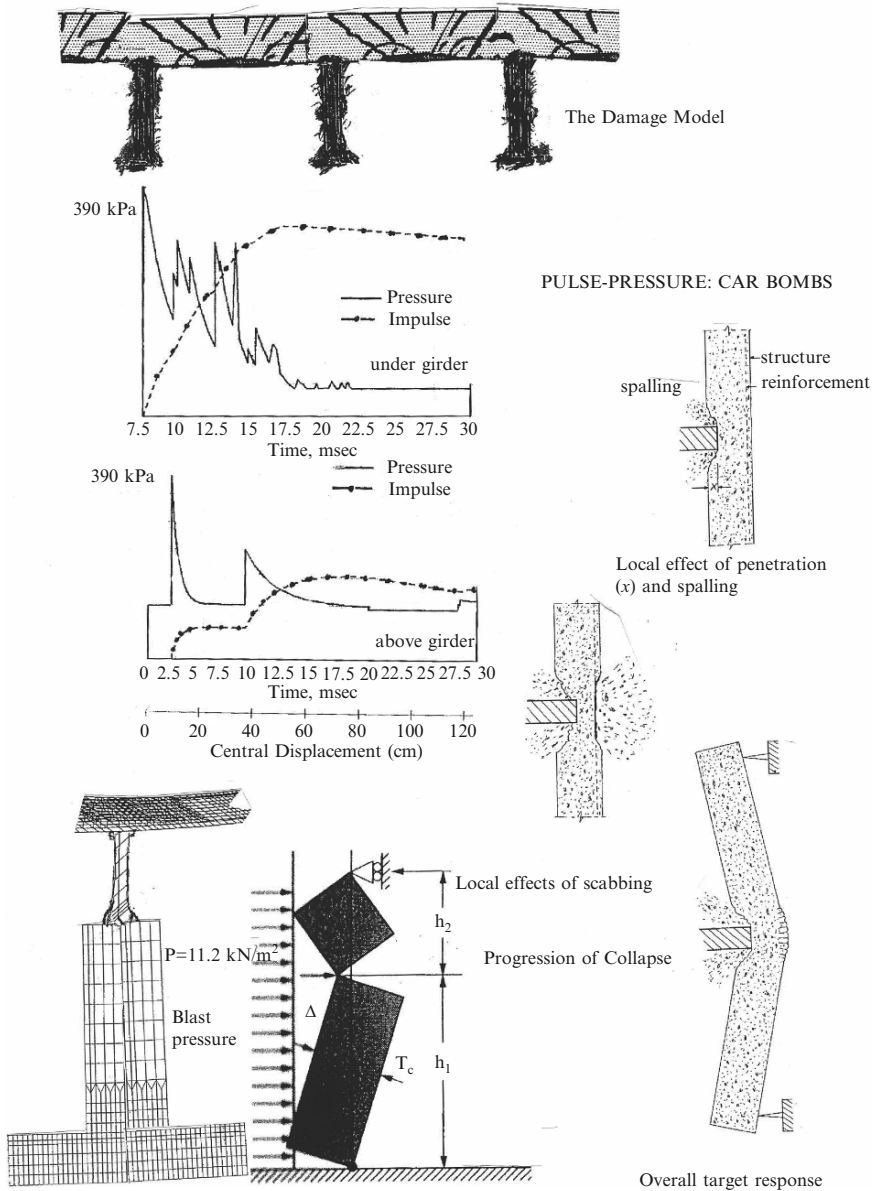 The Damage Model
390 kPa
Pressure
Impulse
under girder
7.5 10 12.5 15 17.5 20 22.5 25 27.5 30
Time, msec
PULSE-PRESSURE: CAR BOMBS
structure
reinforcement
spalling
x
Local effect of penetration
(x) and spalling
390 kPa
Pressure
Impulse
above girder
0 2.5 5 7.5 10 12.5 15 17.5 20 22.5 25 27.5 30
Time, msec
0 20 40 60 80 100 120
Central Displacement (cm)
Local effects of scabbing
h2
P=11.2 kN/m2
Progression of Collapse
Blast
pressure
Δ
Tc
h1
Overall target response